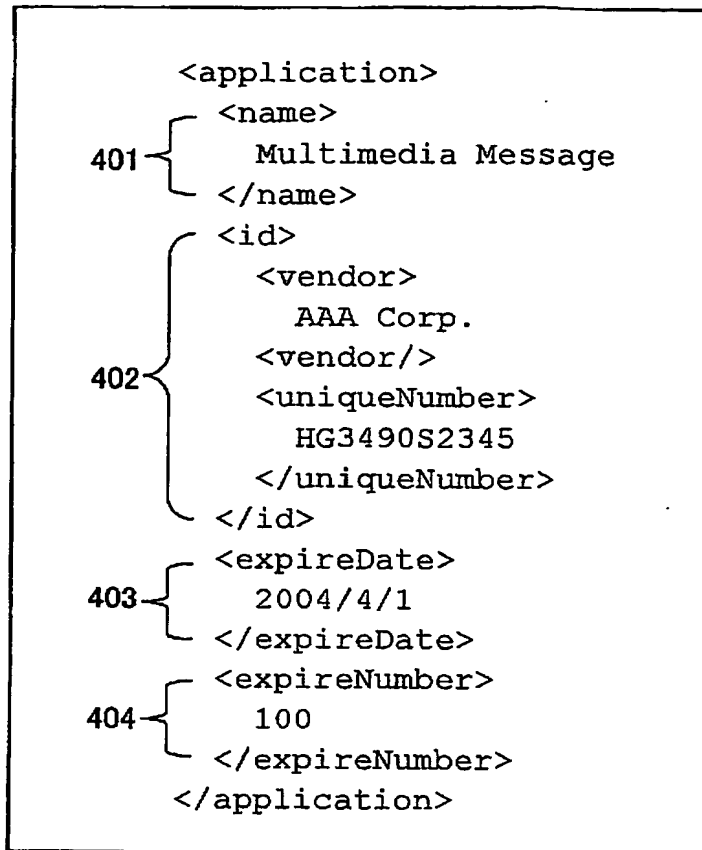 <application>
401 <name>
Multimedia Message
</name>
402 <id>
<vendor>
AAA Corp.
<vendor/>
<uniqueNumber>
HG3490S2345
</uniqueNumber>
</id>
403 <expireDate>
2004/4/1
</expireDate>
404 <expireNumber>
100
</expireNumber>
</application>